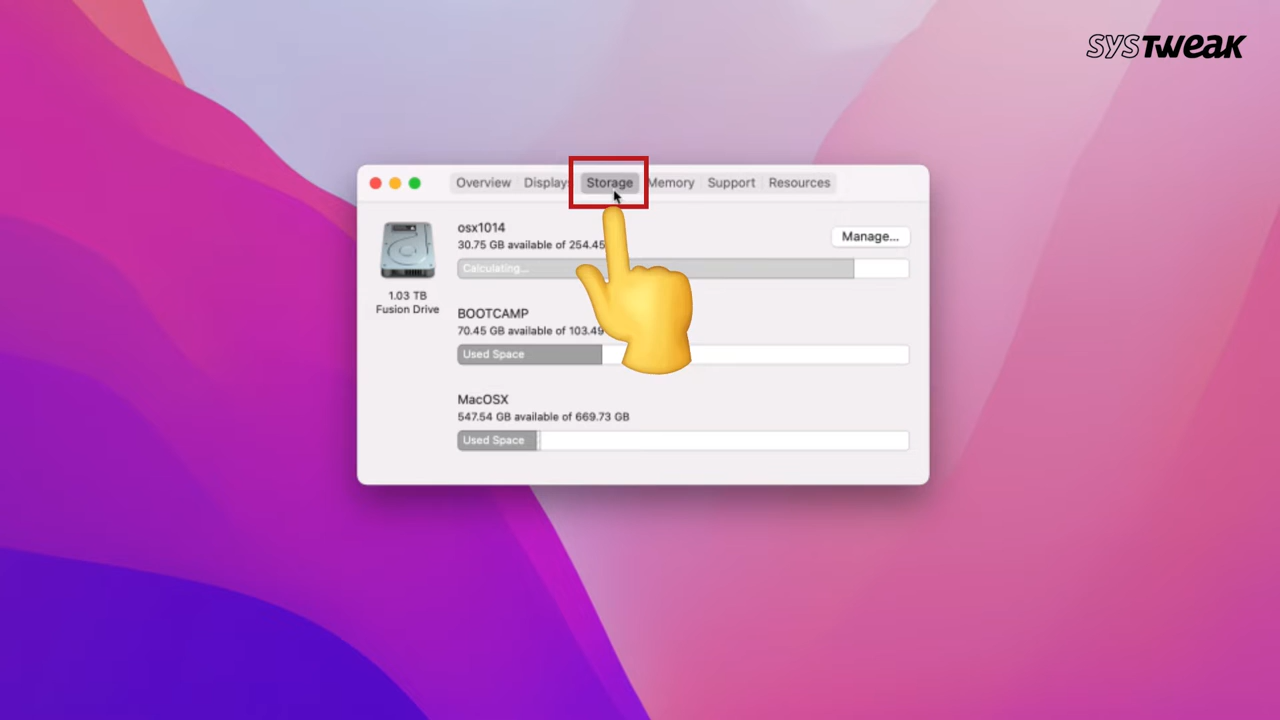 SYSTWEAK
Overview Displays Storage Memory Support Resources
osx1014
30.75 GB available of 254.45
Manage...
Calculating...
1.03 TB
Fusion Drive
BOOTCAMP
70.45 GB available of 103.49
Used Space
MacOSX
547.54 GB available of 669.73 GB
Used Space